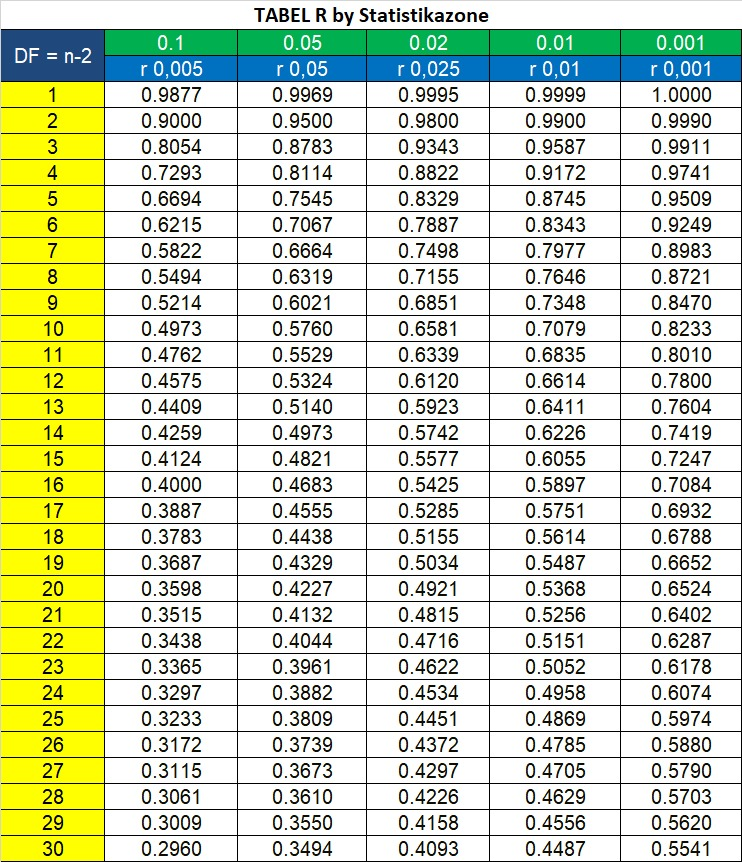 TABEL R by Statistikazone
DF = n-2 0.1 0.05 0.02 0.01 0.001
r 0,005 r 0,05 r 0,025 r 0,01 r 0,001
1 0.9877 0.9969 0.9995 0.9999 1.0000
2 0.9000 0.9500 0.9800 0.9900 0.9990
3 0.8054 0.8783 0.9343 0.9587 0.9911
4 0.7293 0.8114 0.8822 0.9172 0.9741
5 0.6694 0.7545 0.8329 0.8745 0.9509
6 0.6215 0.7067 0.7887 0.8343 0.9249
7 0.5822 0.6664 0.7498 0.7977 0.8983
8 0.5494 0.6319 0.7155 0.7646 0.8721
9 0.5214 0.6021 0.6851 0.7348 0.8470
10 0.4973 0.5760 0.6581 0.7079 0.8233
11 0.4762 0.5529 0.6339 0.6835 0.8010
12 0.4575 0.5324 0.6120 0.6614 0.7800
13 0.4409 0.5140 0.5923 0.6411 0.7604
14 0.4259 0.4973 0.5742 0.6226 0.7419
15 0.4124 0.4821 0.5577 0.6055 0.7247
16 0.4000 0.4683 0.5425 0.5897 0.7084
17 0.3887 0.4555 0.5285 0.5751 0.6932
18 0.3783 0.4438 0.5155 0.5614 0.6788
19 0.3687 0.4329 0.5034 0.5487 0.6652
20 0.3598 0.4227 0.4921 0.5368 0.6524
21 0.3515 0.4132 0.4815 0.5256 0.6402
22 0.3438 0.4044 0.4716 0.5151 0.6287
23 0.3365 0.3961 0.4622 0.5052 0.6178
24 0.3297 0.3882 0.4534 0.4958 0.6074
25 0.3233 0.3809 0.4451 0.4869 0.5974
26 0.3172 0.3739 0.4372 0.4785 0.5880
27 0.3115 0.3673 0.4297 0.4705 0.5790
28 0.3061 0.3610 0.4226 0.4629 0.5703
29 0.3009 0.3550 0.4158 0.4556 0.5620
30 0.2960 0.3494 0.4093 0.4487 0.5541